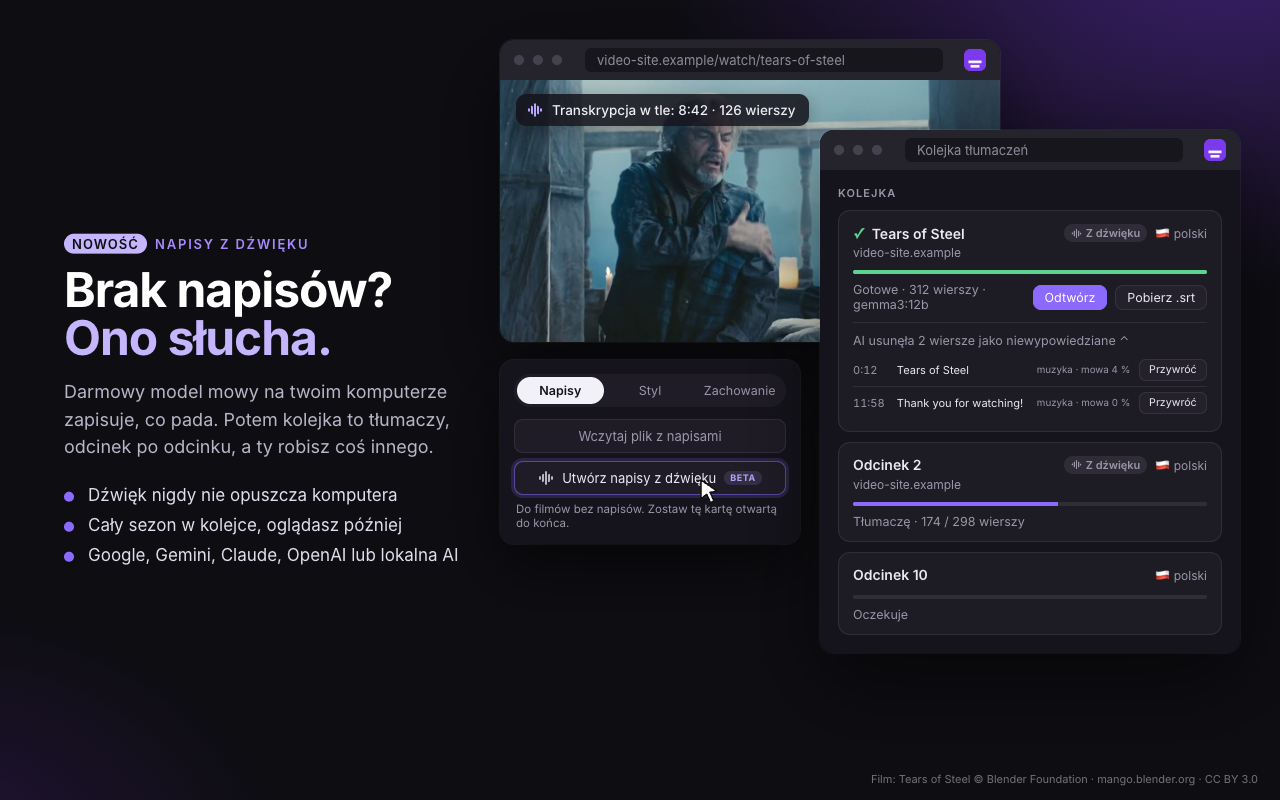 NOWOŚĆ NAPISY Z DŹWIĘKU
Brak napisów?
Ono słucha.
Darmowy model mowy na twoim komputerze
zapisuje, co pada. Potem kolejka to tłumaczy,
odcinek po odcinku, a ty robisz coś innego.
Dźwięk nigdy nie opuszcza komputera
Cały sezon w kolejce, oglądasz później
Google, Gemini, Claude, OpenAI lub lokalna AI
video-site.example/watch/tears-of-steel
Transkrypcja w tle: 8:42 · 126 wierszy
Napisy Styl Zachowanie
Wczytaj plik z napisami
Utwórz napisy z dźwięku BETA
Do filmów bez napisów. Zostaw tę kartę otwartą
do końca.
Kolejka tłumaczeń
KOLEJKA
✓ Tears of Steel Z dźwięku polski
video-site.example
Gotowe · 312 wierszy ·
gemma3:12b
Odtwórz Pobierz .srt
AI usunęła 2 wiersze jako niewypowiedziane
0:12 Tears of Steel muzyka · mowa 4 % Przywróć
11:58 Thank you for watching! muzyka · mowa 0 % Przywróć
Odcinek 2 Z dźwięku polski
video-site.example
Tłumaczę · 174 / 298 wierszy
Odcinek 10 polski
Oczekuje
Film: Tears of Steel © Blender Foundation · mango.blender.org · CC BY 3.0